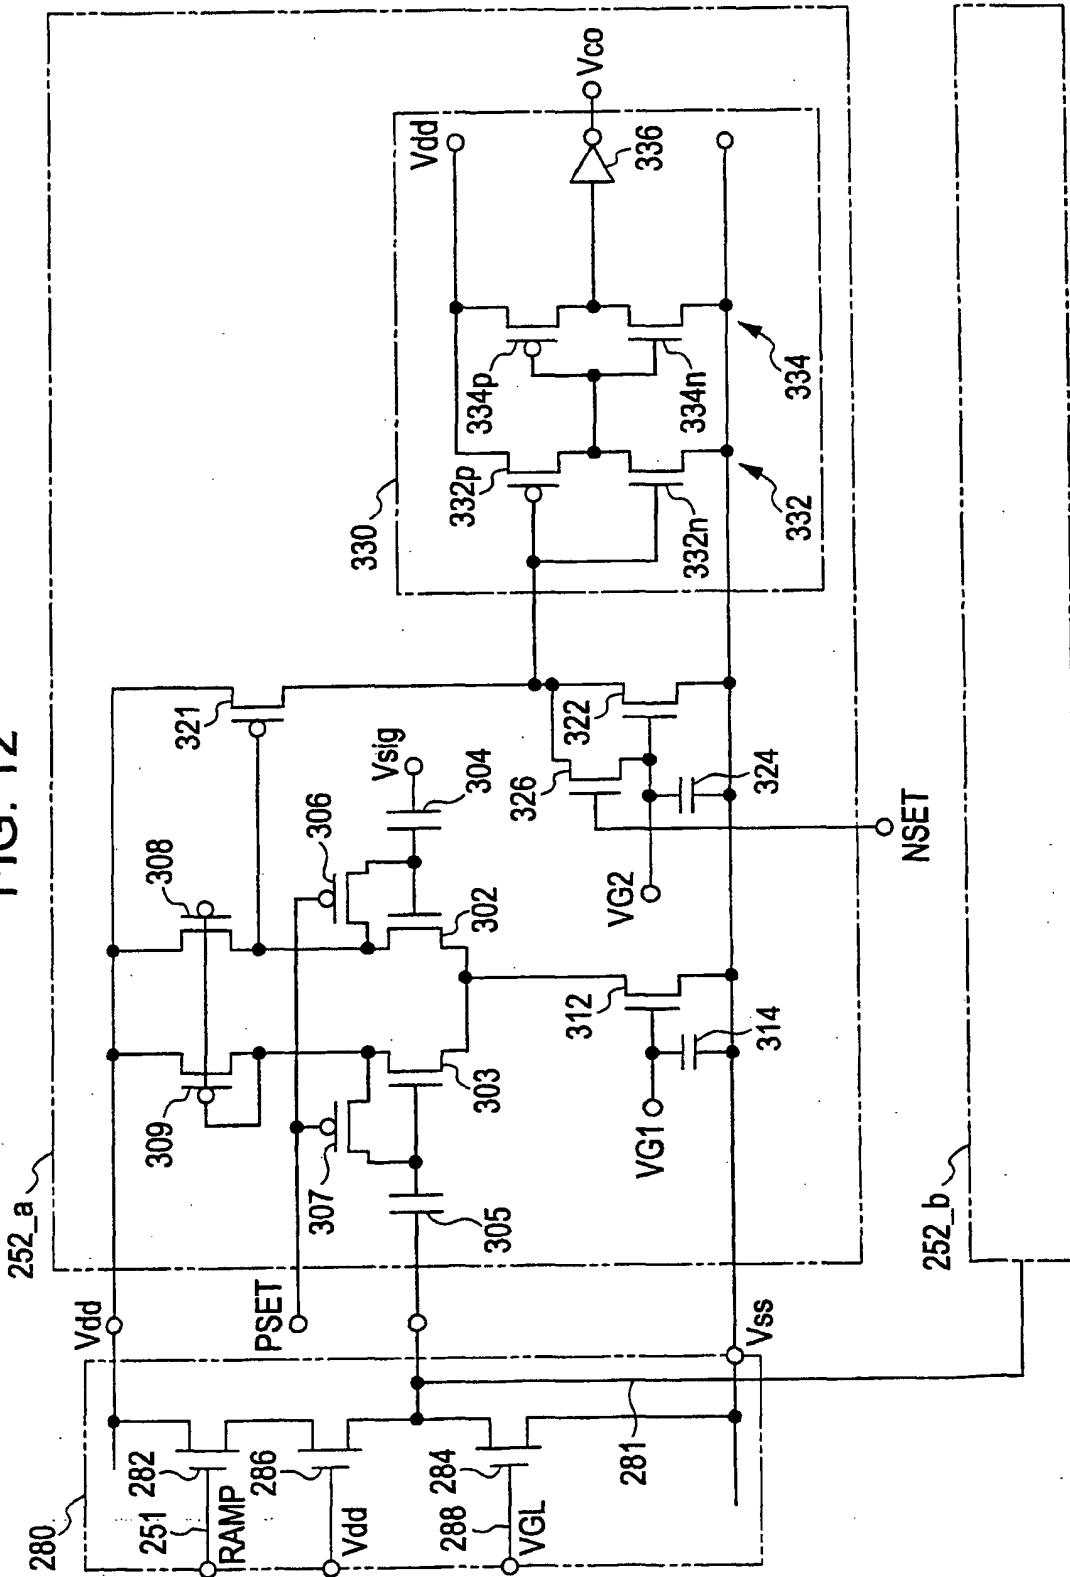 FIG. 12
252_a
Vdd
PSET
Vss
280
282
251
RAMP
286
Vdd
284
288
VGL
281
309
308
307
306
305
304
Vsig
303
302
321
VG1
312
314
VG2
322
324
326
NSET
330
332p
332n
332
334p
334n
334
Vdd
336
Vco
252_b